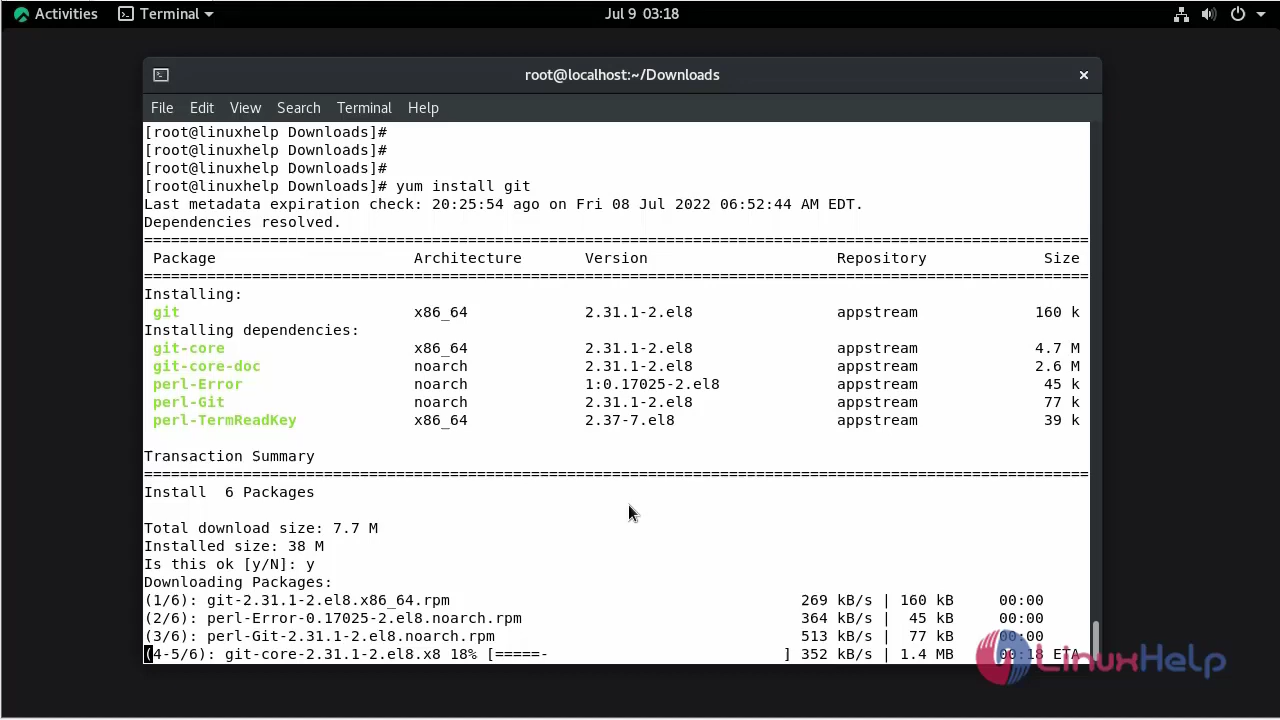 Activities Terminal Jul 9 03:18
root@localhost:~/Downloads ×
File Edit View Search Terminal Help
[root@linuxhelp Downloads]#
[root@linuxhelp Downloads]#
[root@linuxhelp Downloads]#
[root@linuxhelp Downloads]# yum install git
Last metadata expiration check: 20:25:54 ago on Fri 08 Jul 2022 06:52:44 AM EDT.
Dependencies resolved.
=========================================================================================================
Package Architecture Version Repository Size
=========================================================================================================
Installing:
git x86_64 2.31.1-2.el8 appstream 160 k
Installing dependencies:
git-core x86_64 2.31.1-2.el8 appstream 4.7 M
git-core-doc noarch 2.31.1-2.el8 appstream 2.6 M
perl-Error noarch 1:0.17025-2.el8 appstream 45 k
perl-Git noarch 2.31.1-2.el8 appstream 77 k
perl-TermReadKey x86_64 2.37-7.el8 appstream 39 k
Transaction Summary
=========================================================================================================
Install 6 Packages
Total download size: 7.7 M
Installed size: 38 M
Is this ok [y/N]: y
Downloading Packages:
(1/6): git-2.31.1-2.el8.x86_64.rpm 269 kB/s | 160 kB 00:00
(2/6): perl-Error-0.17025-2.el8.noarch.rpm 364 kB/s | 45 kB 00:00
(3/6): perl-Git-2.31.1-2.el8.noarch.rpm 513 kB/s | 77 kB 00:00
(4-5/6): git-core-2.31.1-2.el8.x8 18% [=====- ] 352 kB/s | 1.4 MB 00:18 ETA
LinuxHelp